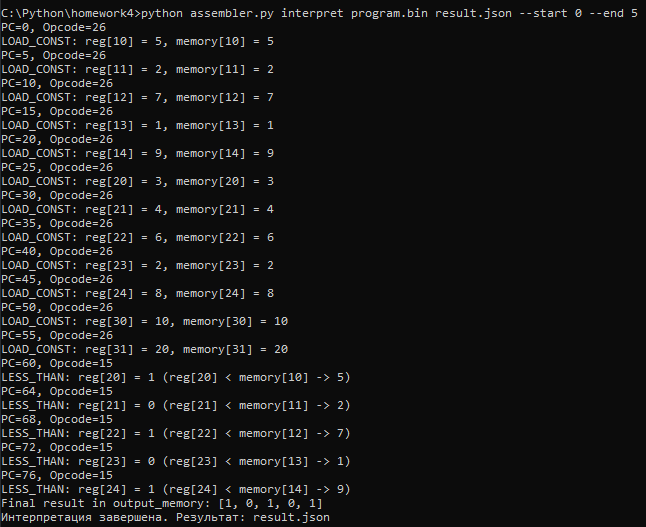 C:\Python\homework4>python assembler.py interpret program.bin result.json --start 0 --end 5
PC=0, Opcode=26
LOAD_CONST: reg[10] = 5, memory[10] = 5
PC=5, Opcode=26
LOAD_CONST: reg[11] = 2, memory[11] = 2
PC=10, Opcode=26
LOAD_CONST: reg[12] = 7, memory[12] = 7
PC=15, Opcode=26
LOAD_CONST: reg[13] = 1, memory[13] = 1
PC=20, Opcode=26
LOAD_CONST: reg[14] = 9, memory[14] = 9
PC=25, Opcode=26
LOAD_CONST: reg[20] = 3, memory[20] = 3
PC=30, Opcode=26
LOAD_CONST: reg[21] = 4, memory[21] = 4
PC=35, Opcode=26
LOAD_CONST: reg[22] = 6, memory[22] = 6
PC=40, Opcode=26
LOAD_CONST: reg[23] = 2, memory[23] = 2
PC=45, Opcode=26
LOAD_CONST: reg[24] = 8, memory[24] = 8
PC=50, Opcode=26
LOAD_CONST: reg[30] = 10, memory[30] = 10
PC=55, Opcode=26
LOAD_CONST: reg[31] = 20, memory[31] = 20
PC=60, Opcode=15
LESS_THAN: reg[20] = 1 (reg[20] < memory[10] -> 5)
PC=64, Opcode=15
LESS_THAN: reg[21] = 0 (reg[21] < memory[11] -> 2)
PC=68, Opcode=15
LESS_THAN: reg[22] = 1 (reg[22] < memory[12] -> 7)
PC=72, Opcode=15
LESS_THAN: reg[23] = 0 (reg[23] < memory[13] -> 1)
PC=76, Opcode=15
LESS_THAN: reg[24] = 1 (reg[24] < memory[14] -> 9)
Final result in output_memory: [1, 0, 1, 0, 1]
Интерпретация завершена. Результат: result.json